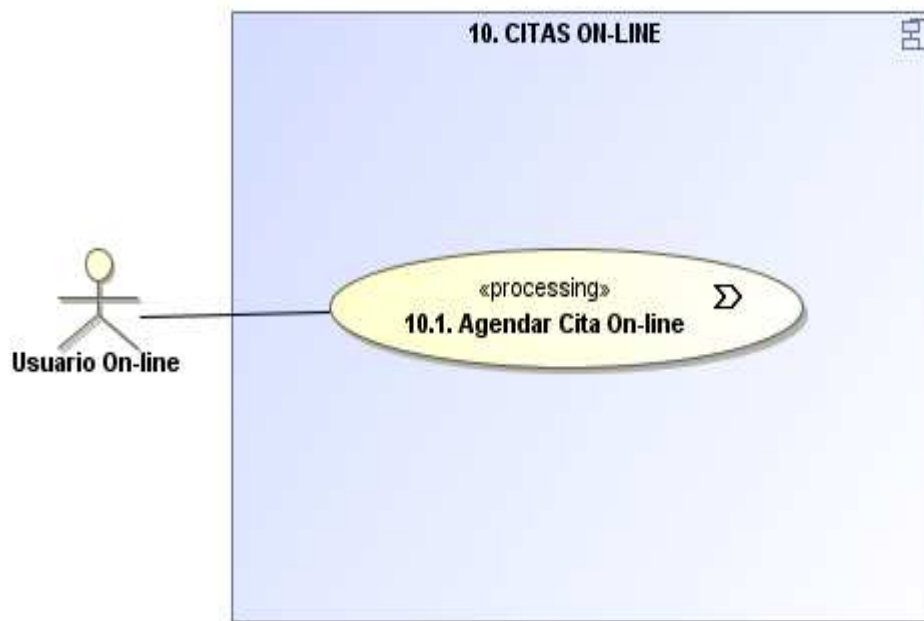 10. CITAS ON-LINE
«processing»
10.1. Agendar Cita On-line
Usuario On-line